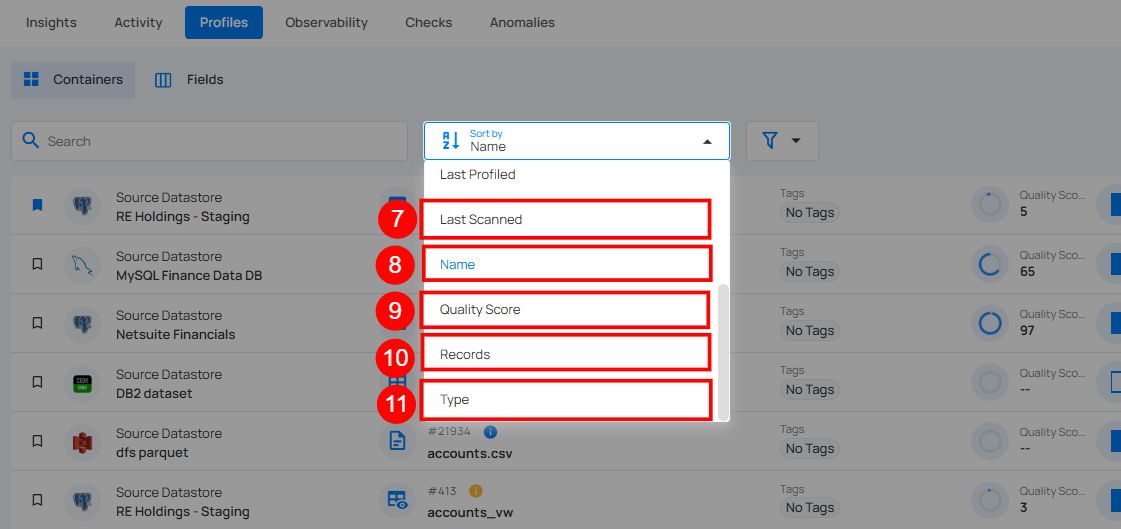 Insights
Activity
Profiles
Observability
Checks
Anomalies
Containers
Fields
Search
Sort by
Name
Last Profiled
7
Last Scanned
8
Name
9
Quality Score
10
Records
11
Type
Source Datastore
RE Holdings - Staging
Tags
No Tags
Quality Sco...
5
Source Datastore
MySQL Finance Data DB
Tags
No Tags
Quality Sco...
65
Source Datastore
Netsuite Financials
Tags
No Tags
Quality Sco...
97
IBM
Source Datastore
DB2 dataset
Tags
No Tags
Quality Sco...
--
Source Datastore
dfs parquet
#21934
accounts.csv
Tags
No Tags
Quality Sco...
--
Source Datastore
RE Holdings - Staging
#413
accounts_vw
Tags
No Tags
Quality Sco...
3